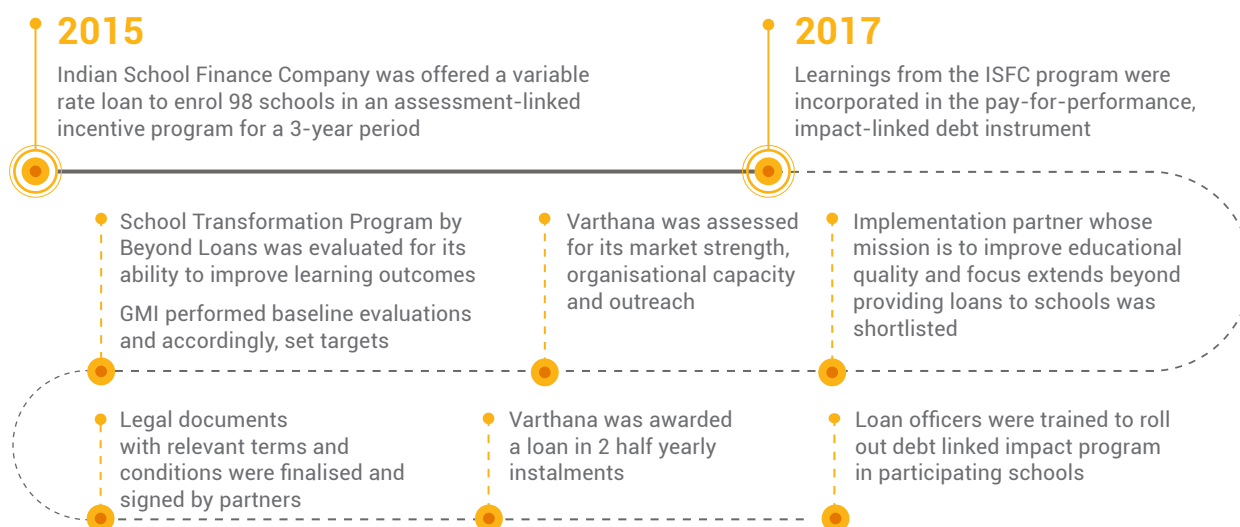 2015
Indian School Finance Company was offered a variable
rate loan to enrol 98 schools in an assessment-linked
incentive program for a 3-year period
2017
Learnings from the ISFC program were
incorporated in the pay-for-performance,
impact-linked debt instrument
Implementation partner whose
mission is to improve educational
quality and focus extends beyond
providing loans to schools was
shortlisted
Varthana was assessed
for its market strength,
organisational capacity
and outreach
School Transformation Program by
Beyond Loans was evaluated for its
ability to improve learning outcomes
GMI performed baseline evaluations
and accordingly, set targets
Legal documents
with relevant terms and
conditions were finalised and
signed by partners
Varthana was awarded
a loan in 2 half yearly
instalments
Loan officers were trained to roll
out debt linked impact program
in participating schools